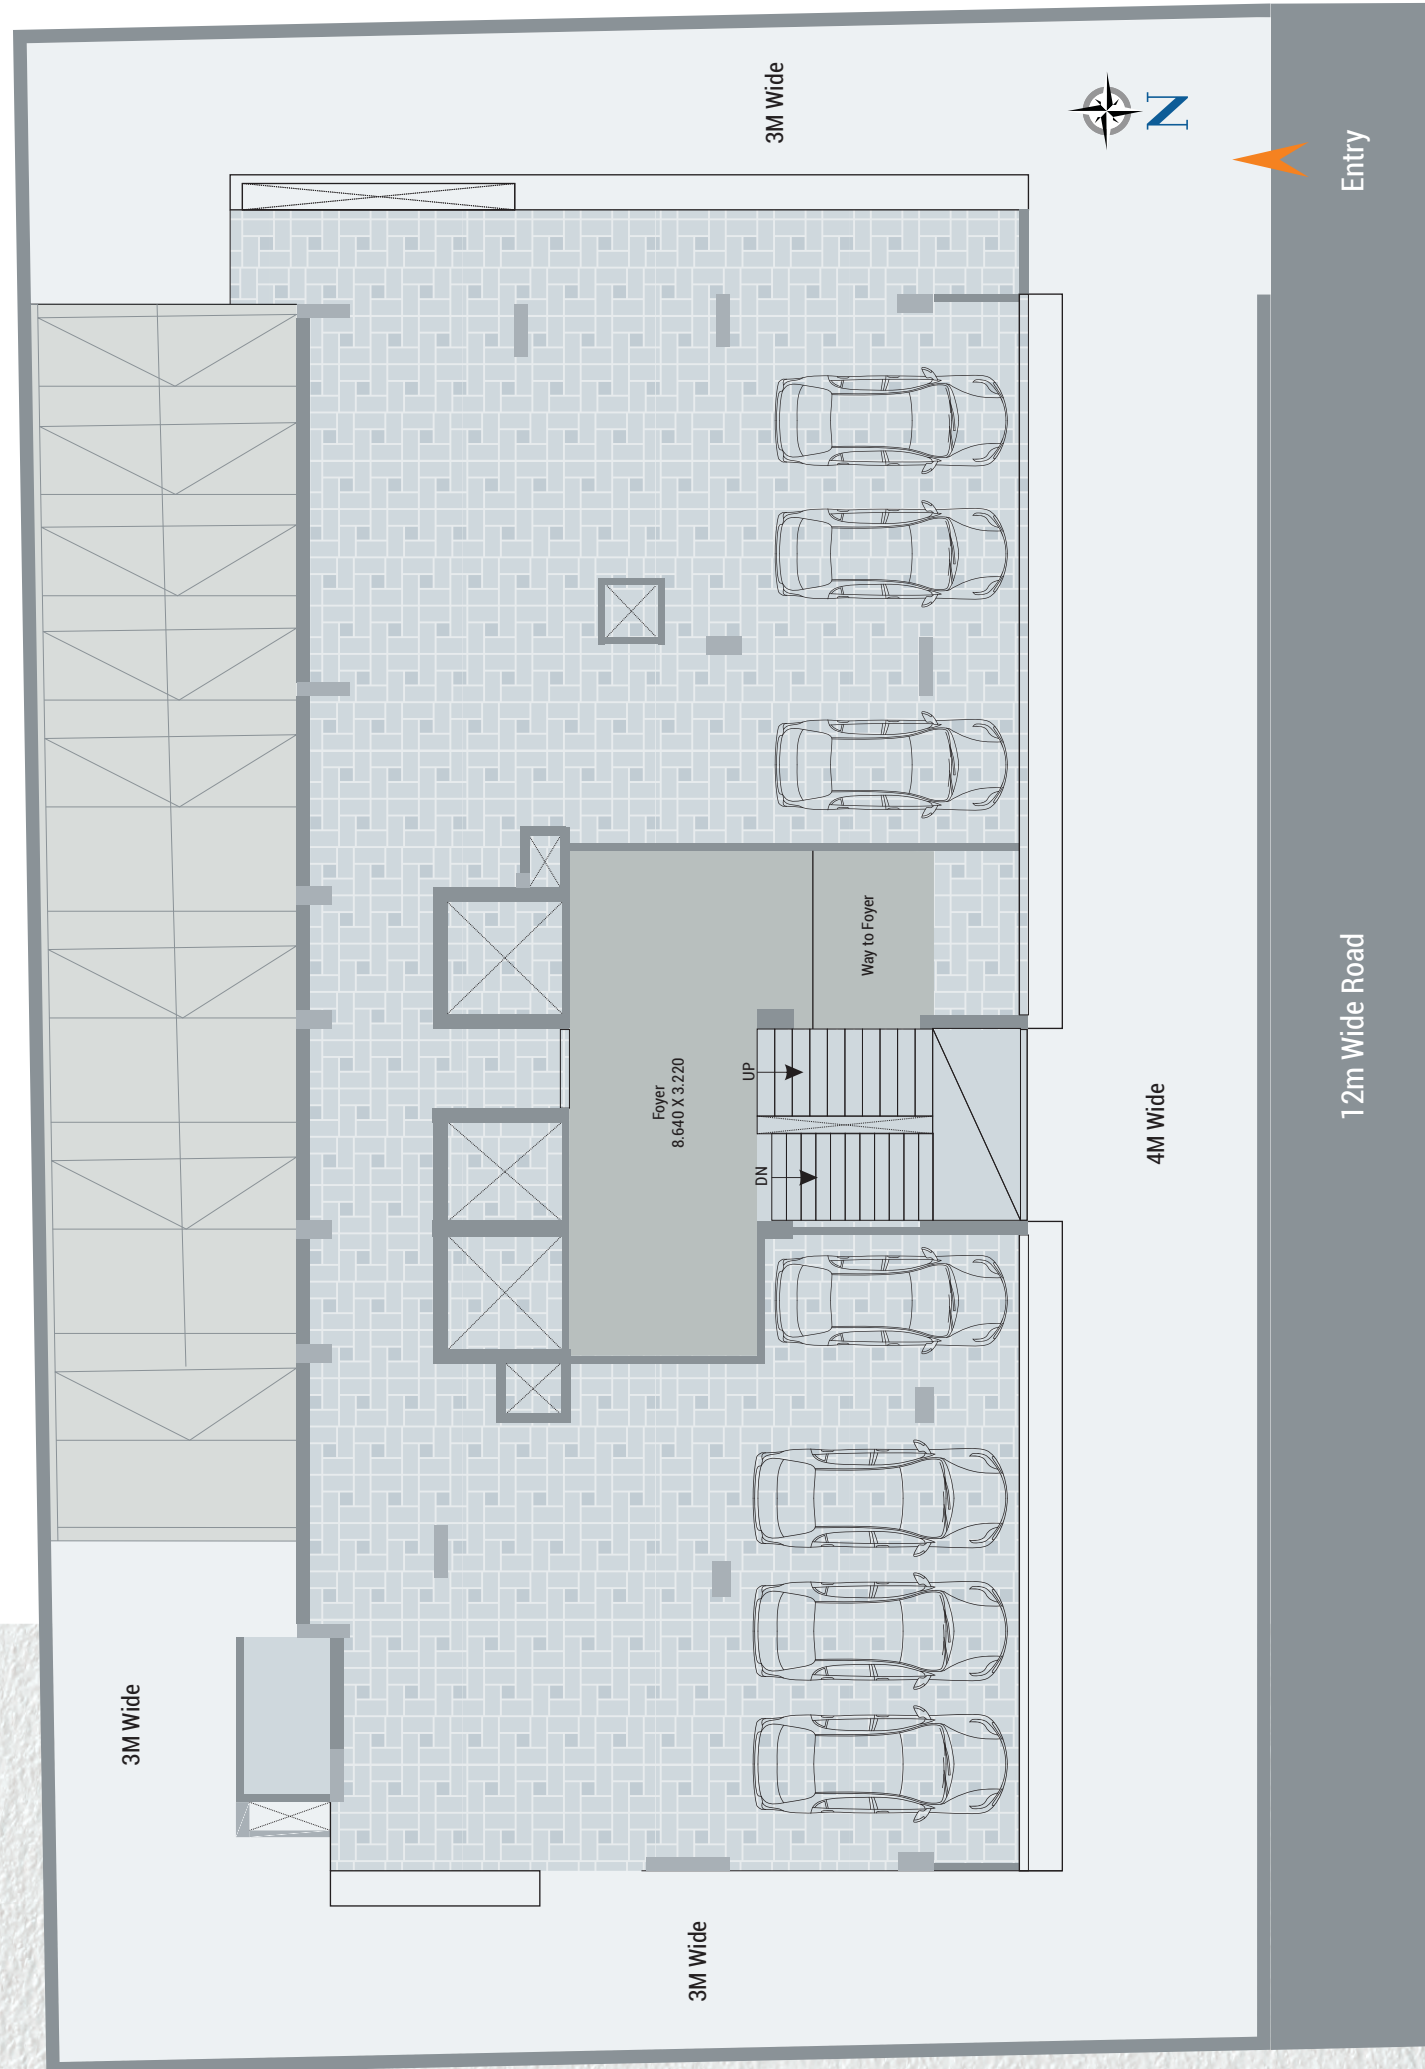 3M Wide
N
Entry
Way to Foyer
Foyer
8.640 X 3.220
UP
DN
12m Wide Road
4M Wide
3M Wide
3M Wide